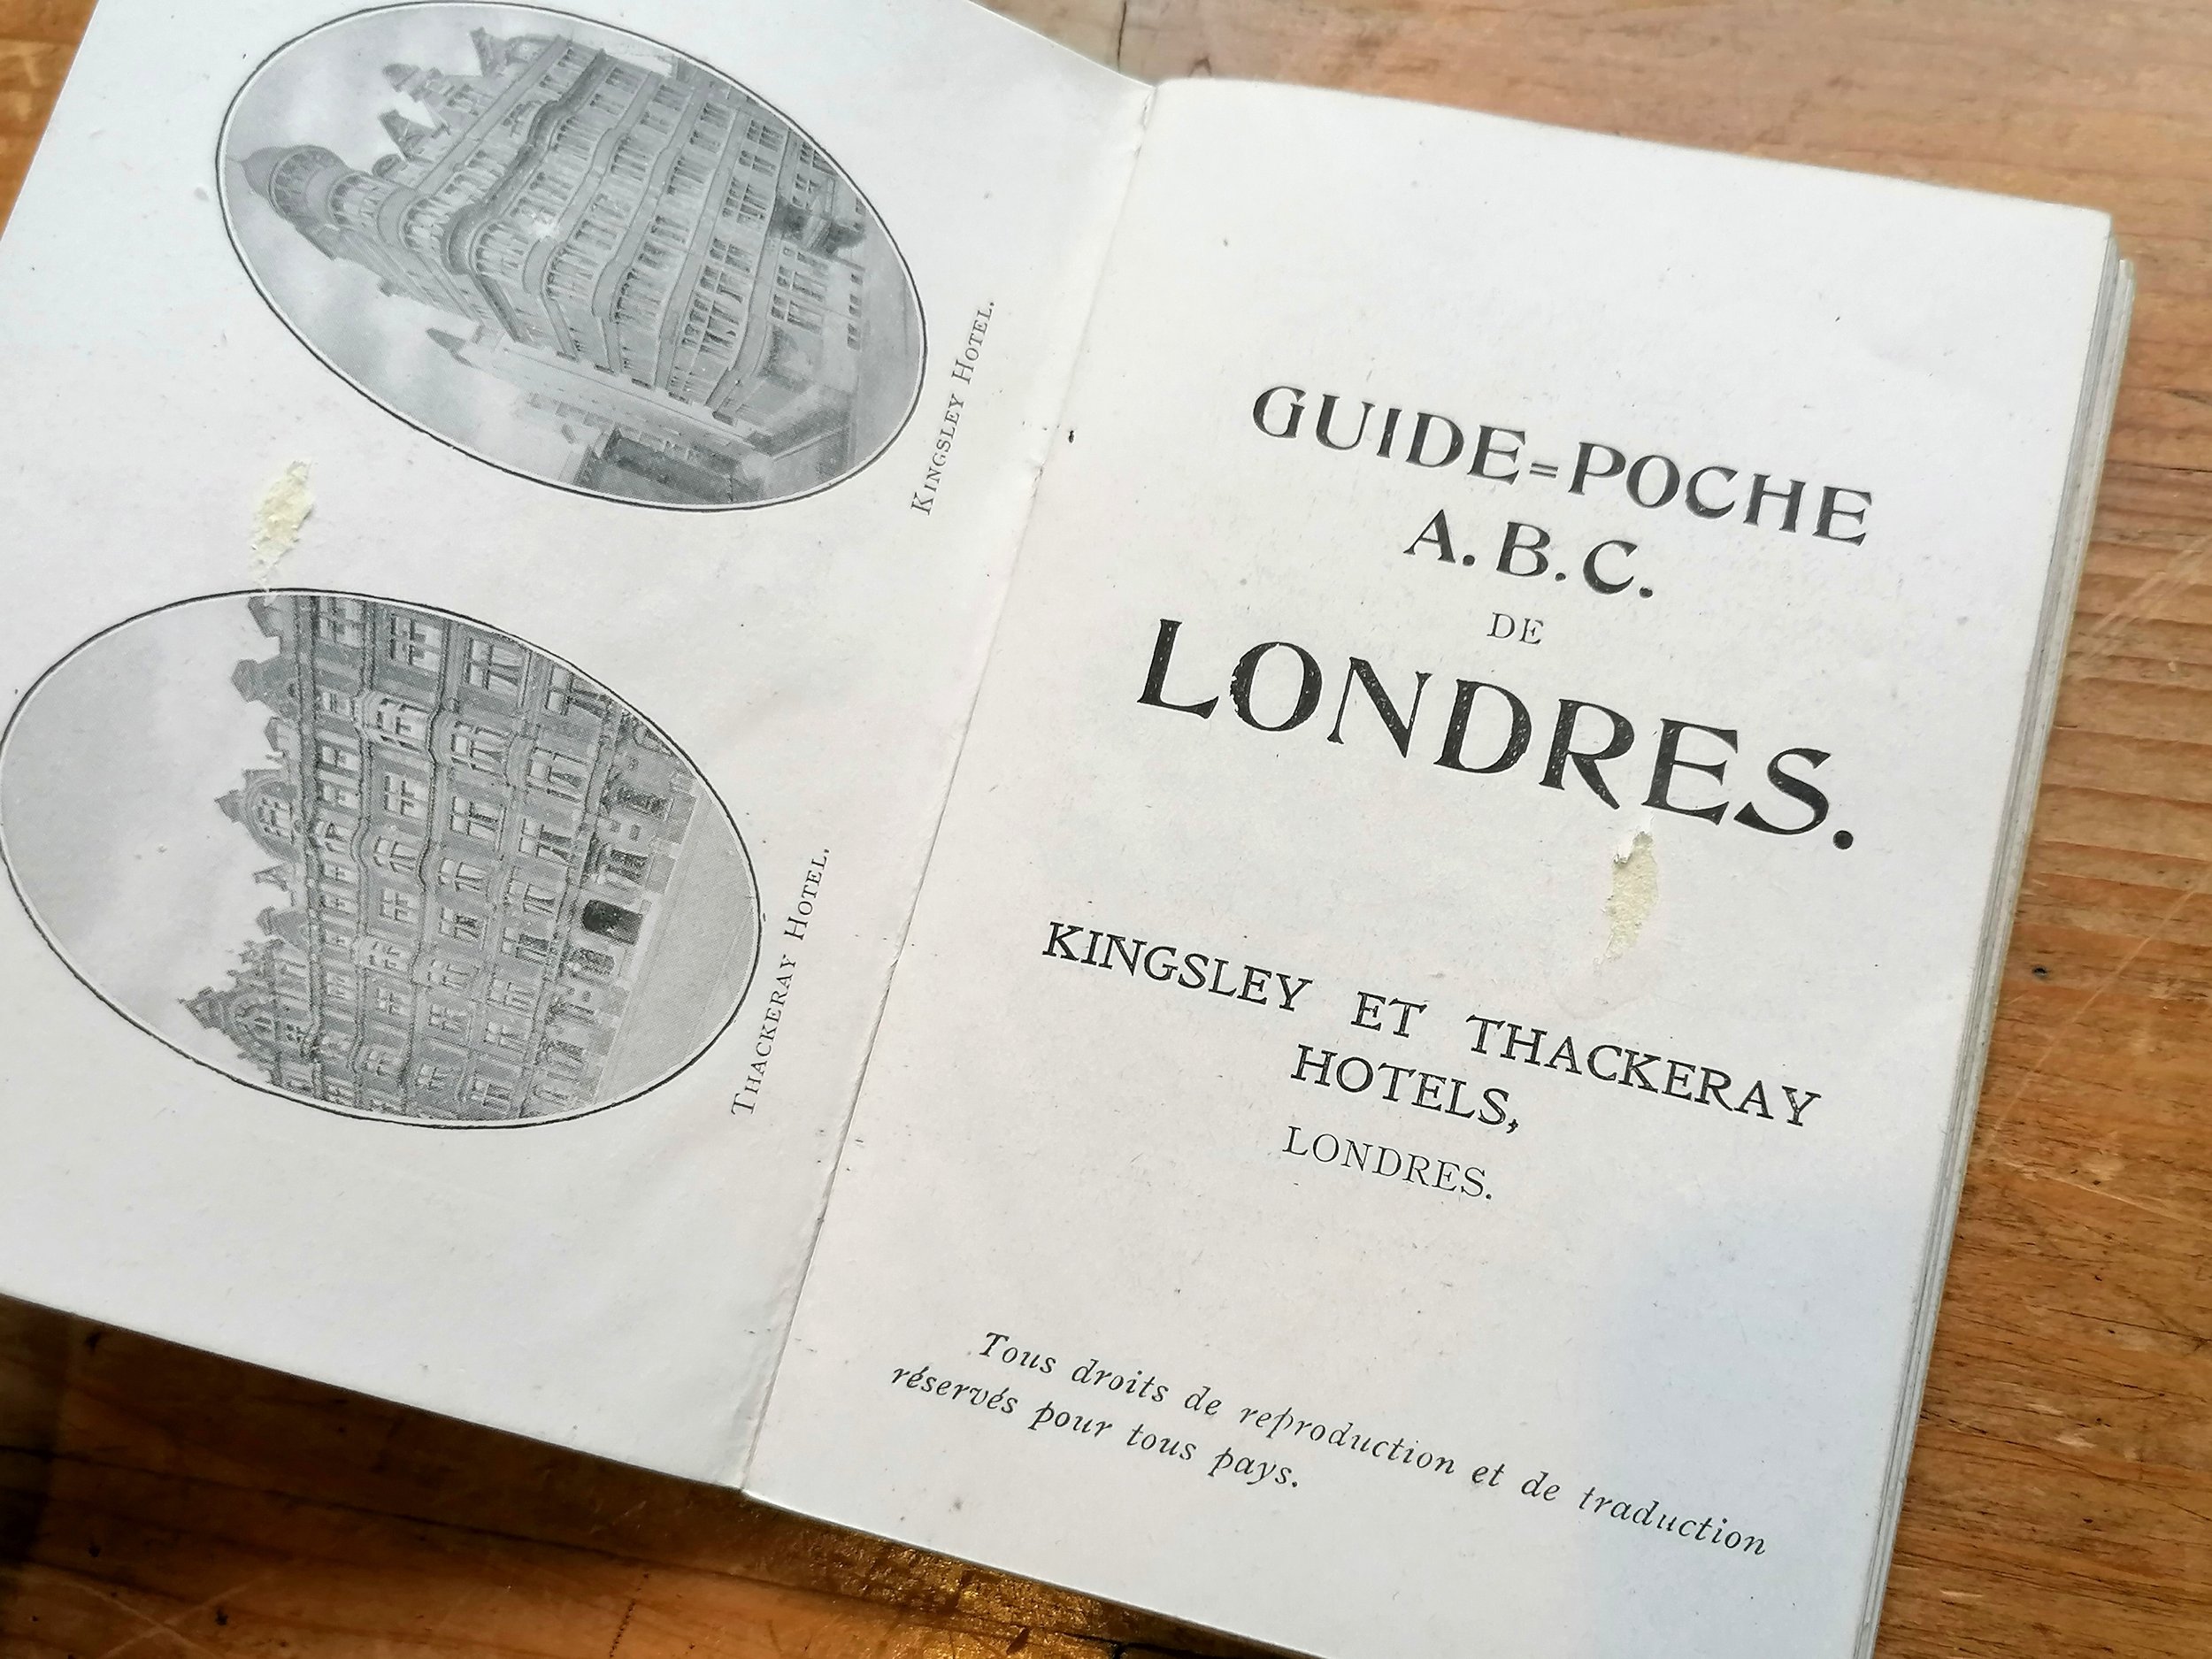 KINGSLEY HOTEL.
THACKERAY HOTEL.
GUIDE=POCHE
A.B.C.
DE
LONDRES.
KINGSLEY ET THACKERAY
HOTELS,
LONDRES.
Tous droits de reproduction et de traduction
réservés pour tous pays.